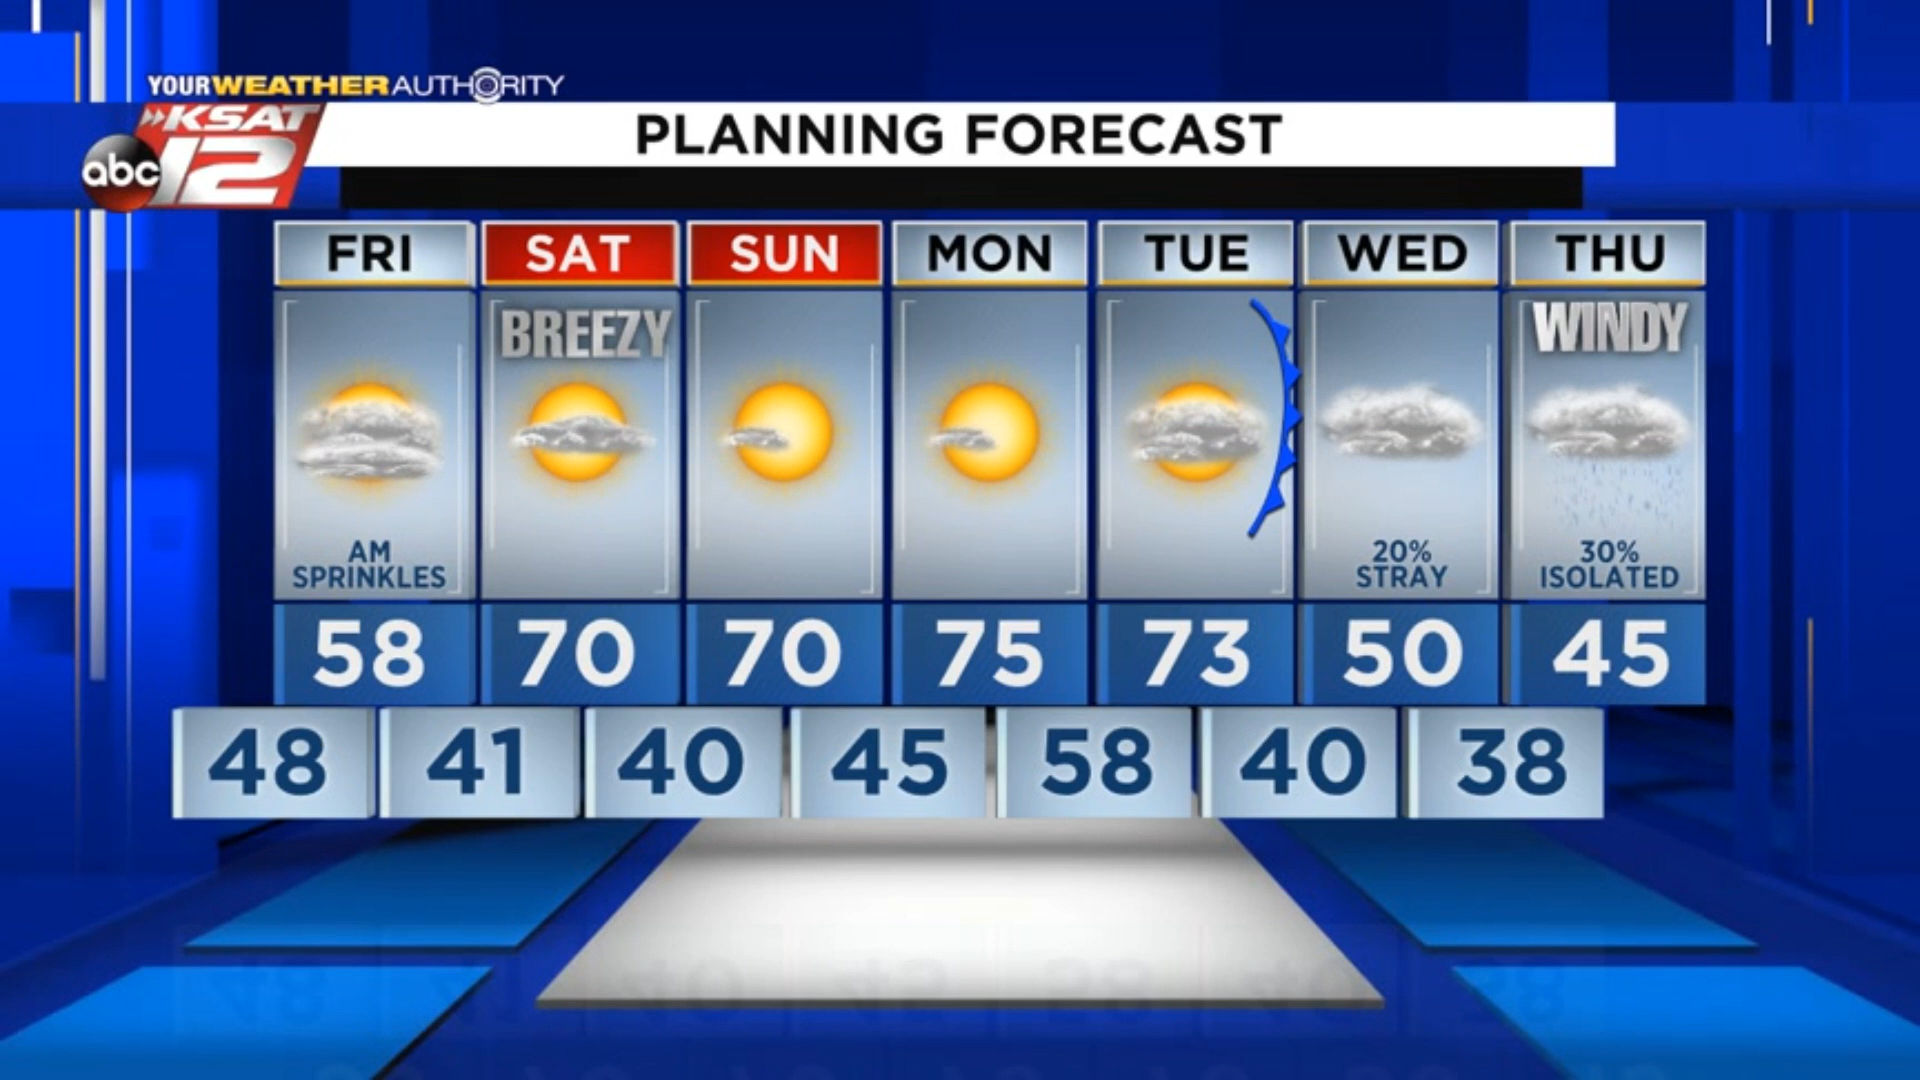 YOURWEATHERAUTHORITY
KSAT
abc 12
PLANNING FORECAST
FRI SAT SUN MON TUE WED THU
BREEZY WINDY
AM SPRINKLES
20% STRAY
30% ISOLATED
58 70 70 75 73 50 45
48 41 40 45 58 40 38